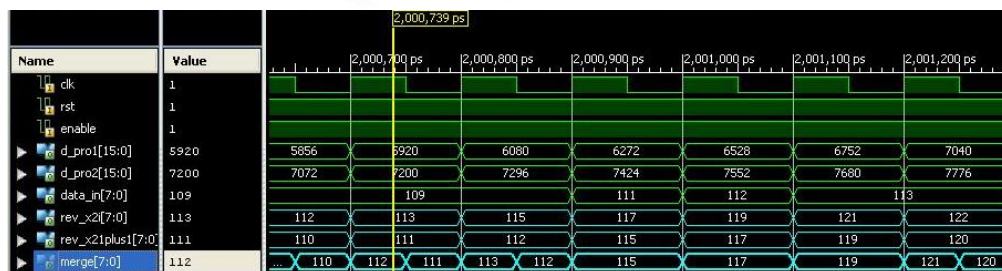 2,000,739 ps
Name Value 2,000,700 ps 2,000,800 ps 2,000,900 ps 2,001,000 ps 2,001,100 ps 2,001,200 ps
clk 1
rst 1
enable 1
d_pro1[15:0] 5920 5856 5920 6080 6272 6528 6752 7040
d_pro2[15:0] 7200 7072 7200 7296 7424 7552 7680 7776
data_in[7:0] 109 109 111 112 113
rev_x2i[7:0] 113 112 113 115 117 119 121 122
rev_x21plus1[7:0] 111 110 111 112 115 117 119 120
merge[7:0] 112 ... 110 112 111 113 112 115 117 119 121 120